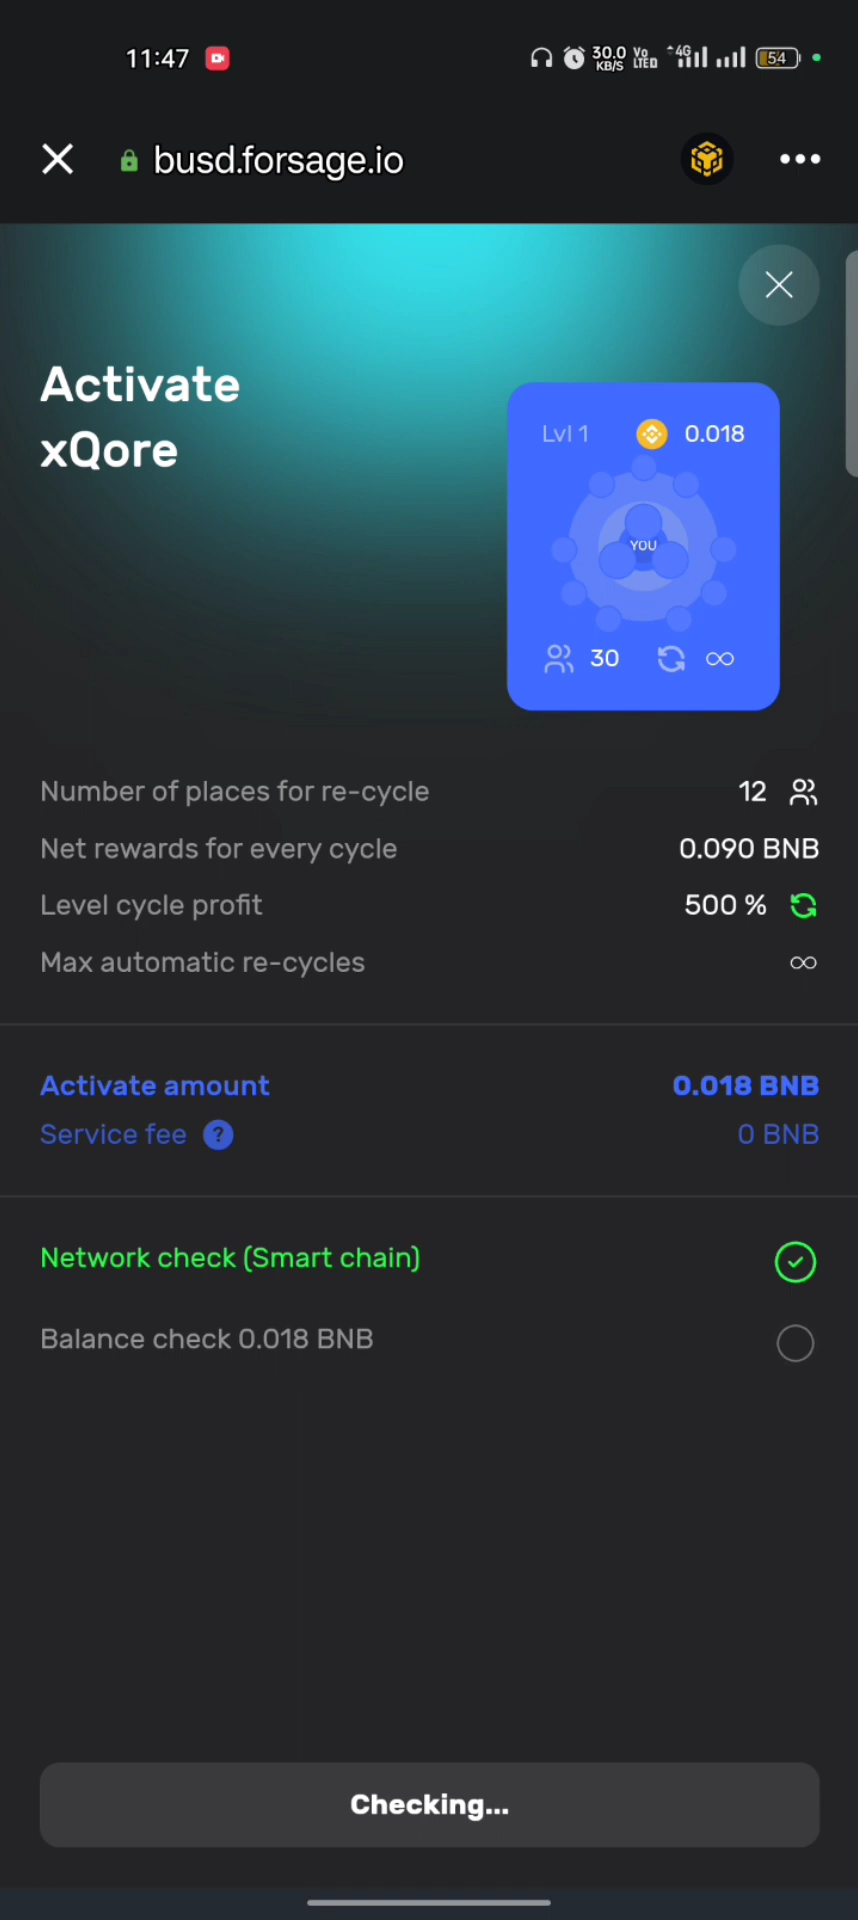 11:47 30.0 KB/S Vo LTED 4G 54
busd.forsage.io
Activate
xQore
Lvl 1 0.018
YOU
30 ∞
Number of places for re-cycle 12
Net rewards for every cycle 0.090 BNB
Level cycle profit 500 %
Max automatic re-cycles ∞
Activate amount 0.018 BNB
Service fee ? 0 BNB
Network check (Smart chain)
Balance check 0.018 BNB
Checking...